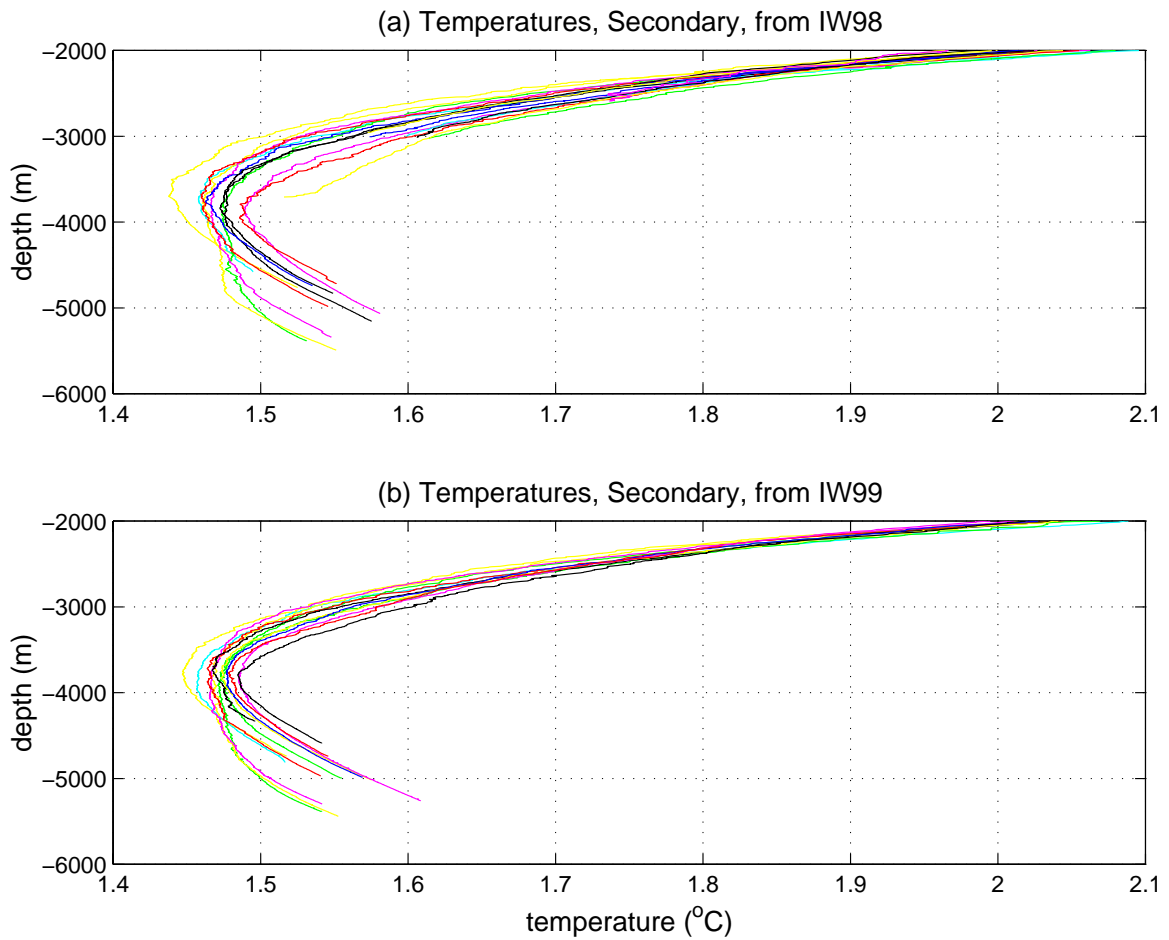 (a) Temperatures, Secondary, from IW98
−2000
−3000
−4000
−5000
−6000
depth (m)
1.4 1.5 1.6 1.7 1.8 1.9 2 2.1
(b) Temperatures, Secondary, from IW99
−2000
−3000
−4000
−5000
−6000
depth (m)
1.4 1.5 1.6 1.7 1.8 1.9 2 2.1
temperature (°C)